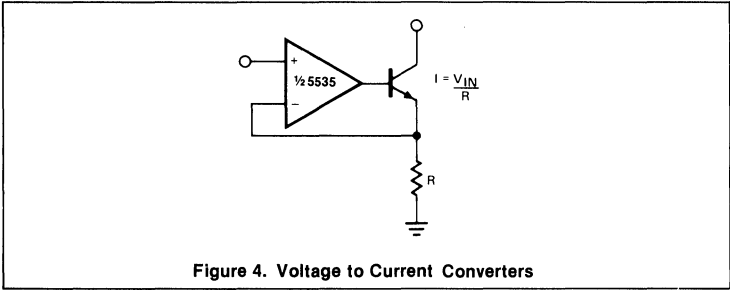 +
½ 5535
−
I = VIN
R
R
Figure 4. Voltage to Current Converters